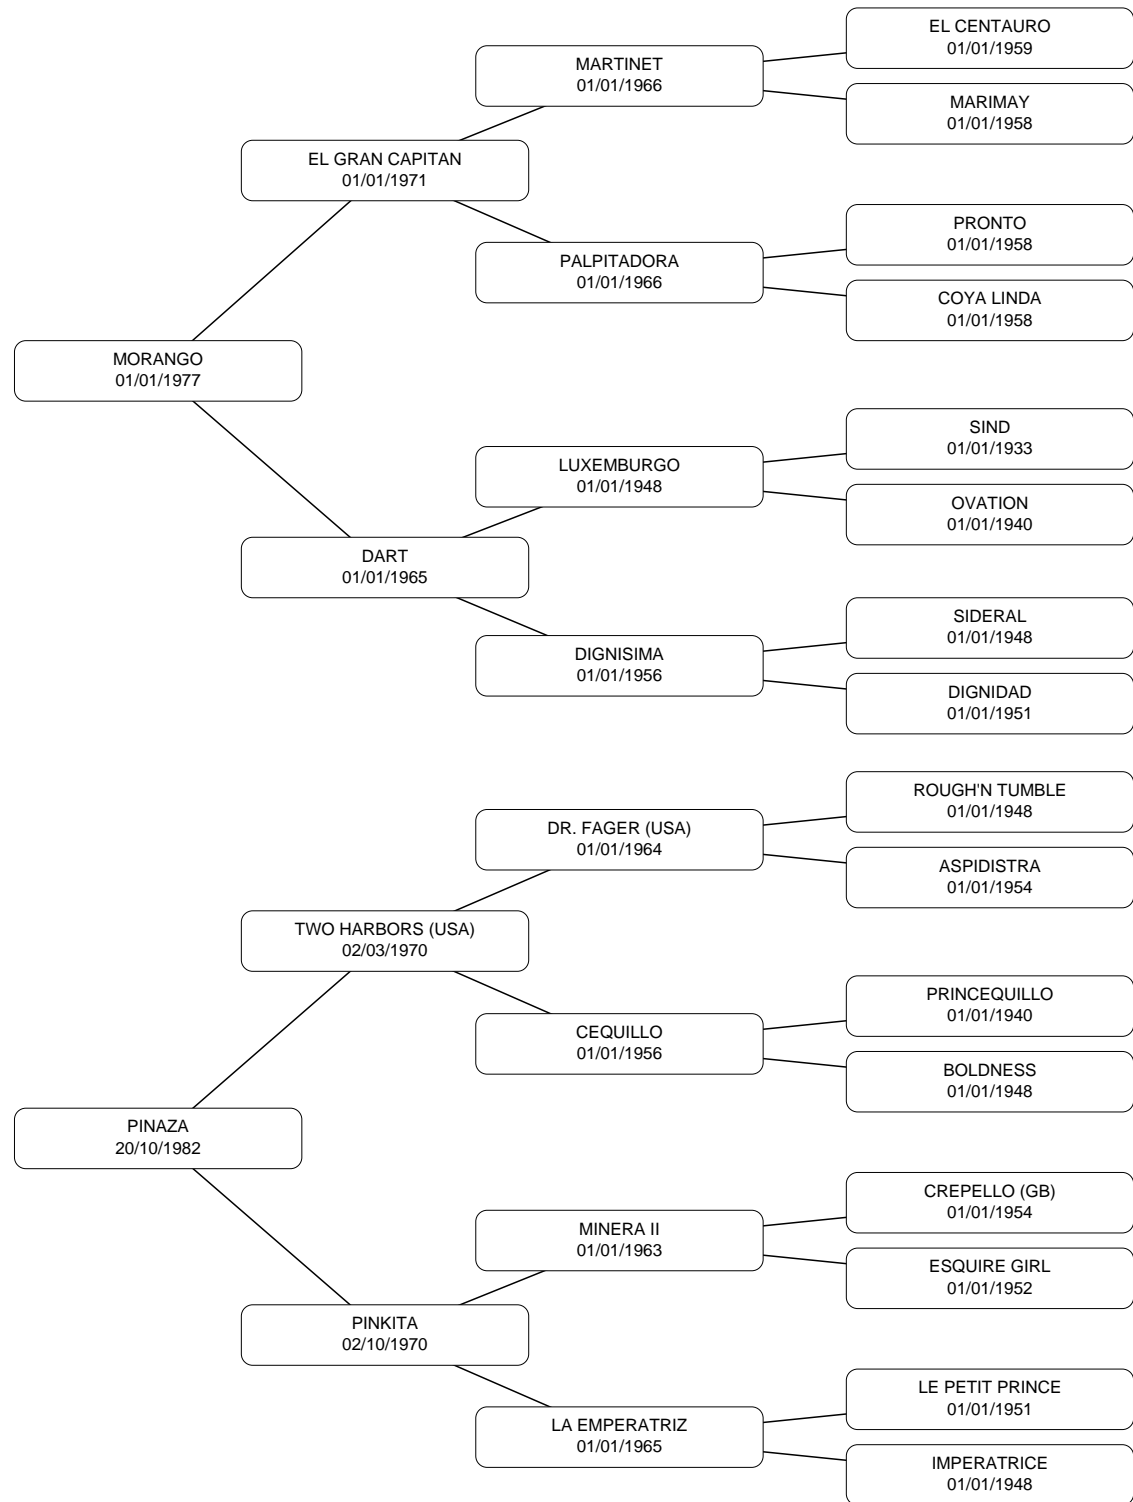 EL CENTAURO
01/01/1959
MARTINET
01/01/1966
MARIMAY
01/01/1958
EL GRAN CAPITAN
01/01/1971
PRONTO
01/01/1958
PALPITADORA
01/01/1966
COYA LINDA
01/01/1958
MORANGO
01/01/1977
SIND
01/01/1933
LUXEMBURGO
01/01/1948
OVATION
01/01/1940
DART
01/01/1965
SIDERAL
01/01/1948
DIGNISIMA
01/01/1956
DIGNIDAD
01/01/1951
ROUGH'N TUMBLE
01/01/1948
DR. FAGER (USA)
01/01/1964
ASPIDISTRA
01/01/1954
TWO HARBORS (USA)
02/03/1970
PRINCEQUILLO
01/01/1940
CEQUILLO
01/01/1956
BOLDNESS
01/01/1948
PINAZA
20/10/1982
CREPELLO (GB)
01/01/1954
MINERA II
01/01/1963
ESQUIRE GIRL
01/01/1952
PINKITA
02/10/1970
LE PETIT PRINCE
01/01/1951
LA EMPERATRIZ
01/01/1965
IMPERATRICE
01/01/1948